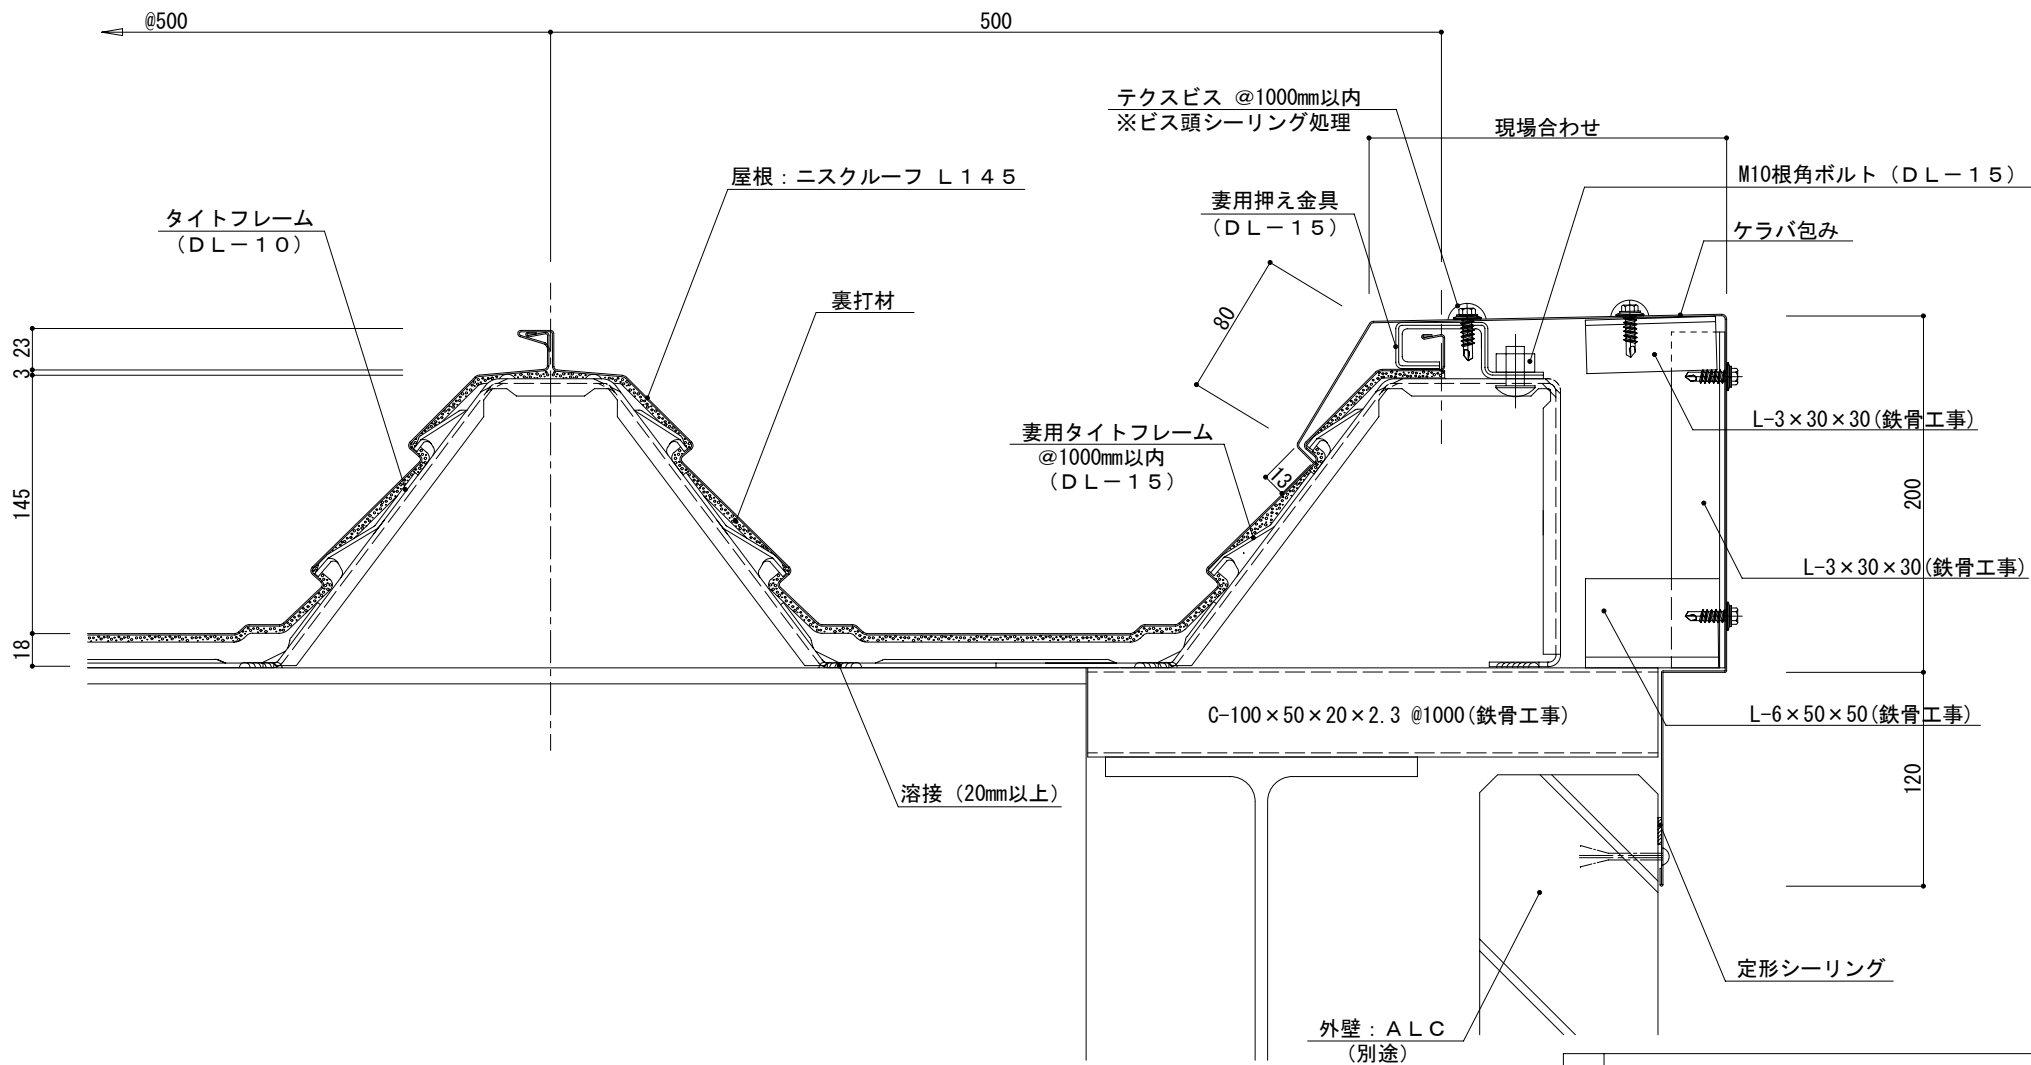 @500
500
テクスビス @1000mm以内
※ビス頭シーリング処理
現場合わせ
屋根：ニスクルーフ Ｌ１４５
妻用押え金具
（ＤＬ－１５）
M10根角ボルト（ＤＬ－１５）
タイトフレーム
（ＤＬ－１０）
ケラバ包み
裏打材
80
23
3
L-3×30×30(鉄骨工事)
妻用タイトフレーム
@1000mm以内
（ＤＬ－１５）
13
145
200
L-3×30×30(鉄骨工事)
18
C-100×50×20×2.3 @1000(鉄骨工事)
L-6×50×50(鉄骨工事)
120
溶接（20mm以上）
定形シーリング
外壁：ＡＬＣ
（別途）